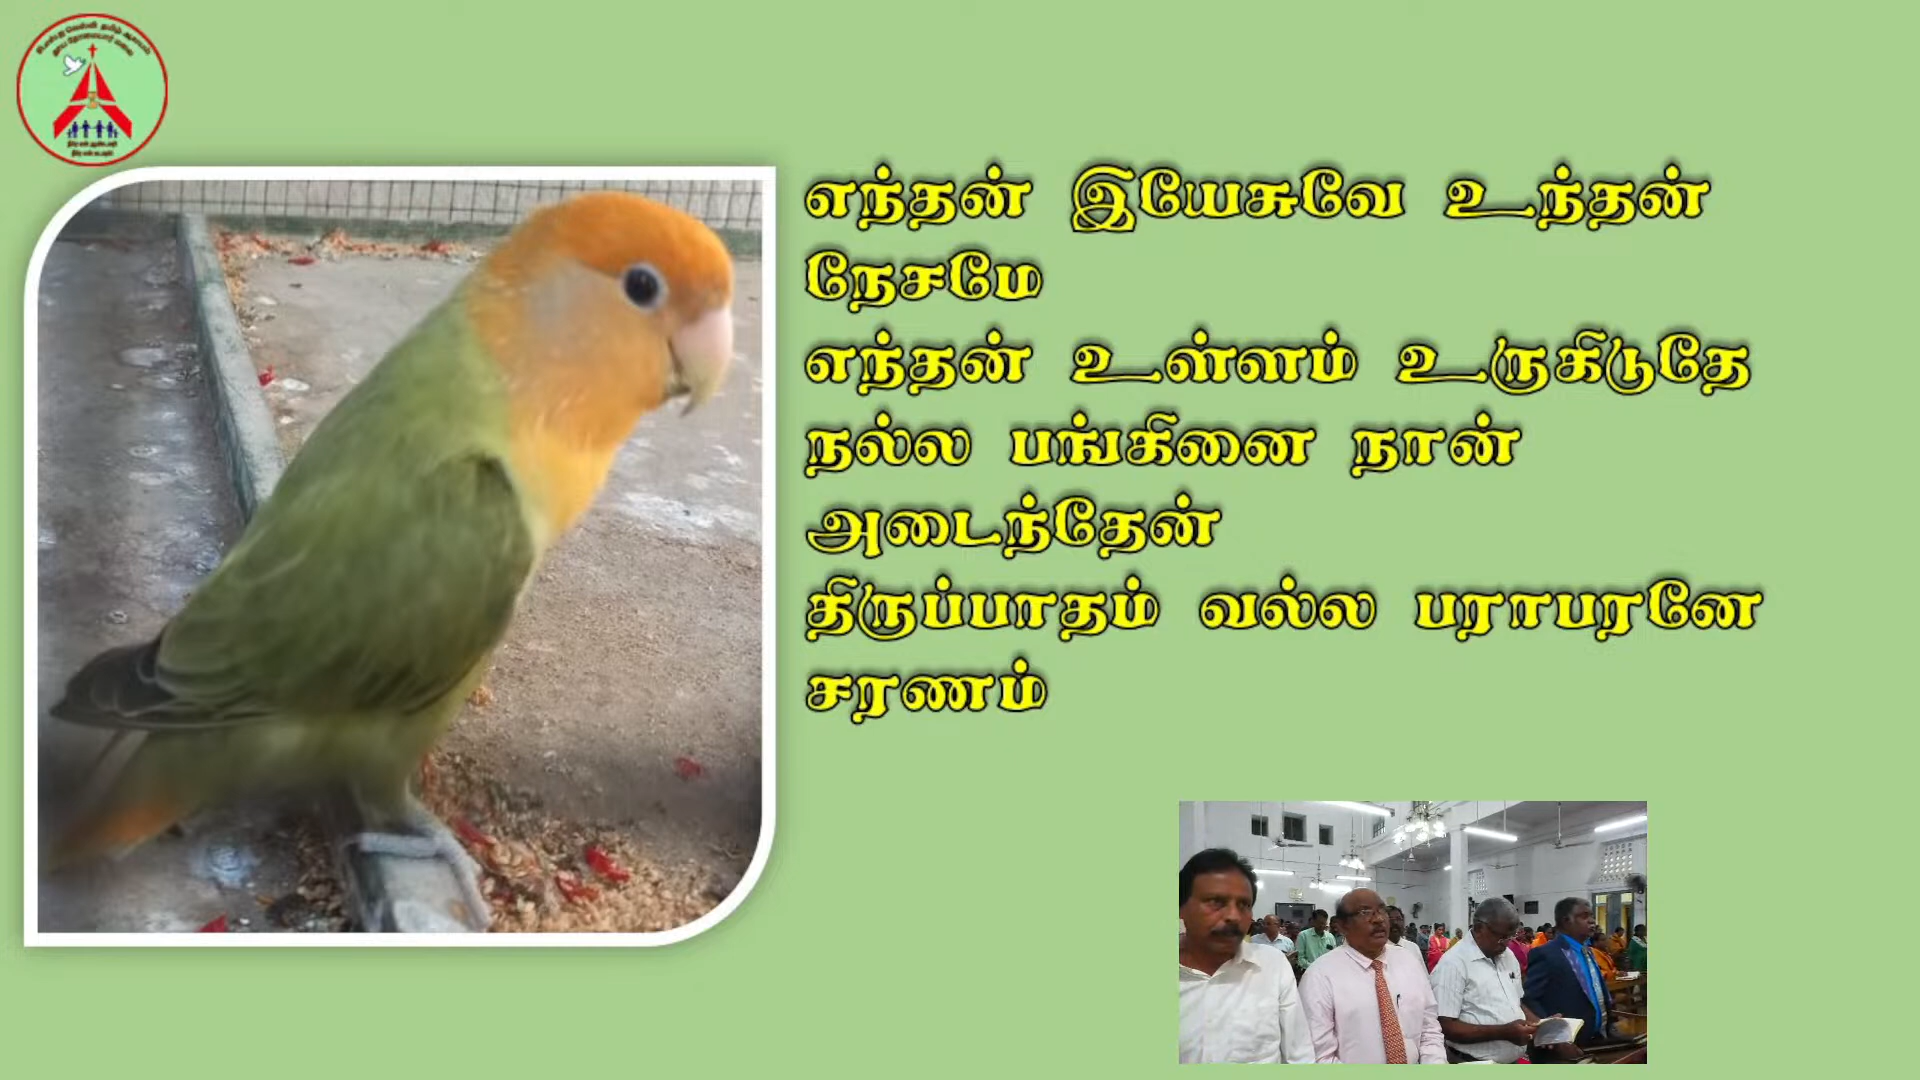 எந்தன் இயேசுவே உந்தன்
நேசமே
எந்தன் உள்ளம் உருகிடுதே
நல்ல பங்கினை நான்
அடைந்தேன்
திருப்பாதம் வல்ல பராபரனே
சரணம்